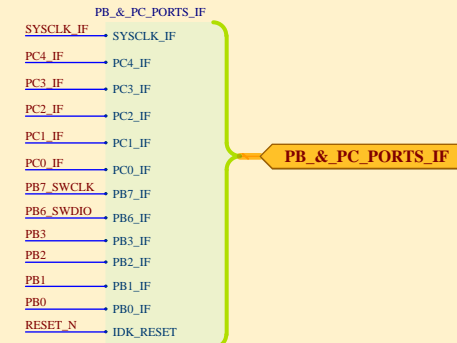 PB_&_PC_PORTS_IF
SYSCLK_IF SYSCLK_IF
PC4_IF PC4_IF
PC3_IF PC3_IF
PC2_IF PC2_IF
PC1_IF PC1_IF
PB_&_PC_PORTS_IF
PC0_IF PC0_IF
PB7_SWCLK PB7_IF
PB6_SWDIO PB6_IF
PB3 PB3_IF
PB2 PB2_IF
PB1 PB1_IF
PB0 PB0_IF
RESET_N IDK_RESET